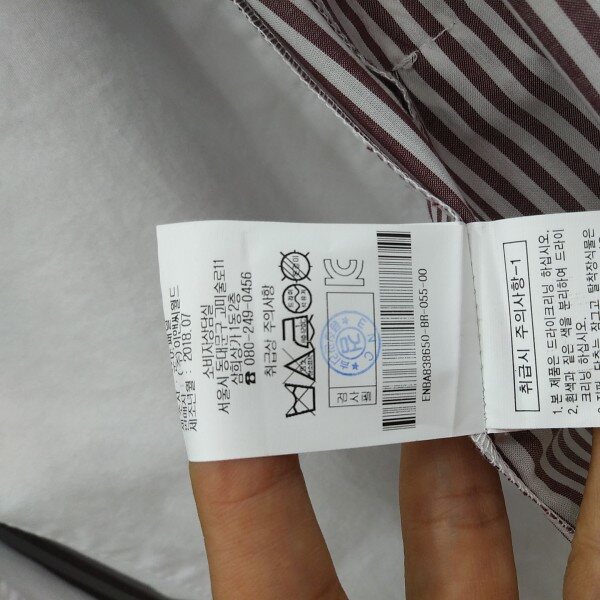 제조년월 : 2018.07
소비자상담실
서울시 동대문구 고미술로11
삼희상가 1동2층
☎ 080-249-0456
취급상 주의사항
검사필
ENBA838650-BR-055-00
취급시 주의사항-1
1. 본 제품은 드라이크리닝 하십시오.
2. 흰색과 짙은 색을 분리하여 드라이
크리닝 하십시오.